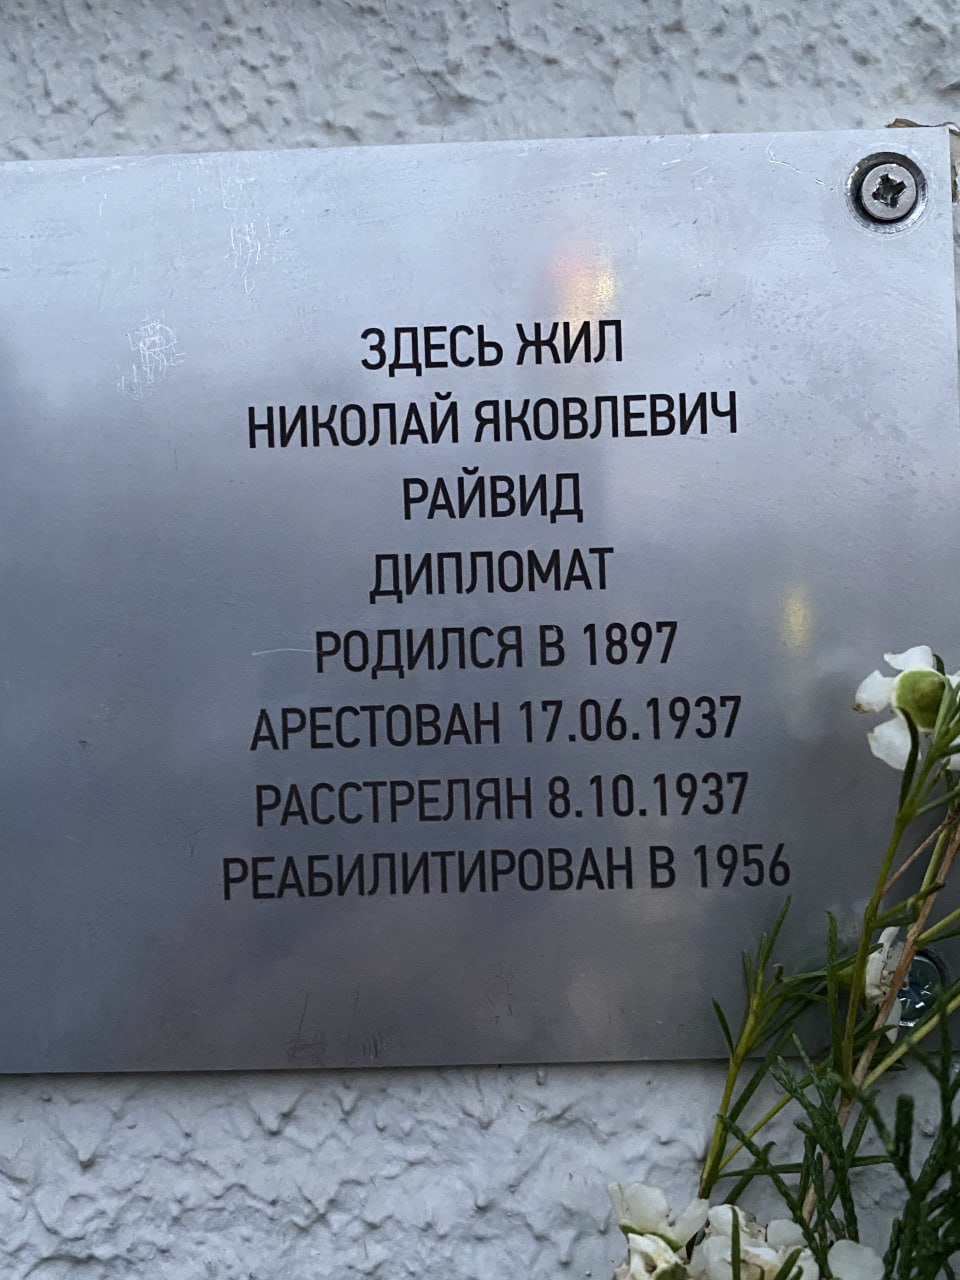 ЗДЕСЬ ЖИЛ
НИКОЛАЙ ЯКОВЛЕВИЧ
РАЙВИД
ДИПЛОМАТ
РОДИЛСЯ В 1897
АРЕСТОВАН 17.06.1937
РАССТРЕЛЯН 8.10.1937
РЕАБИЛИТИРОВАН В 1956